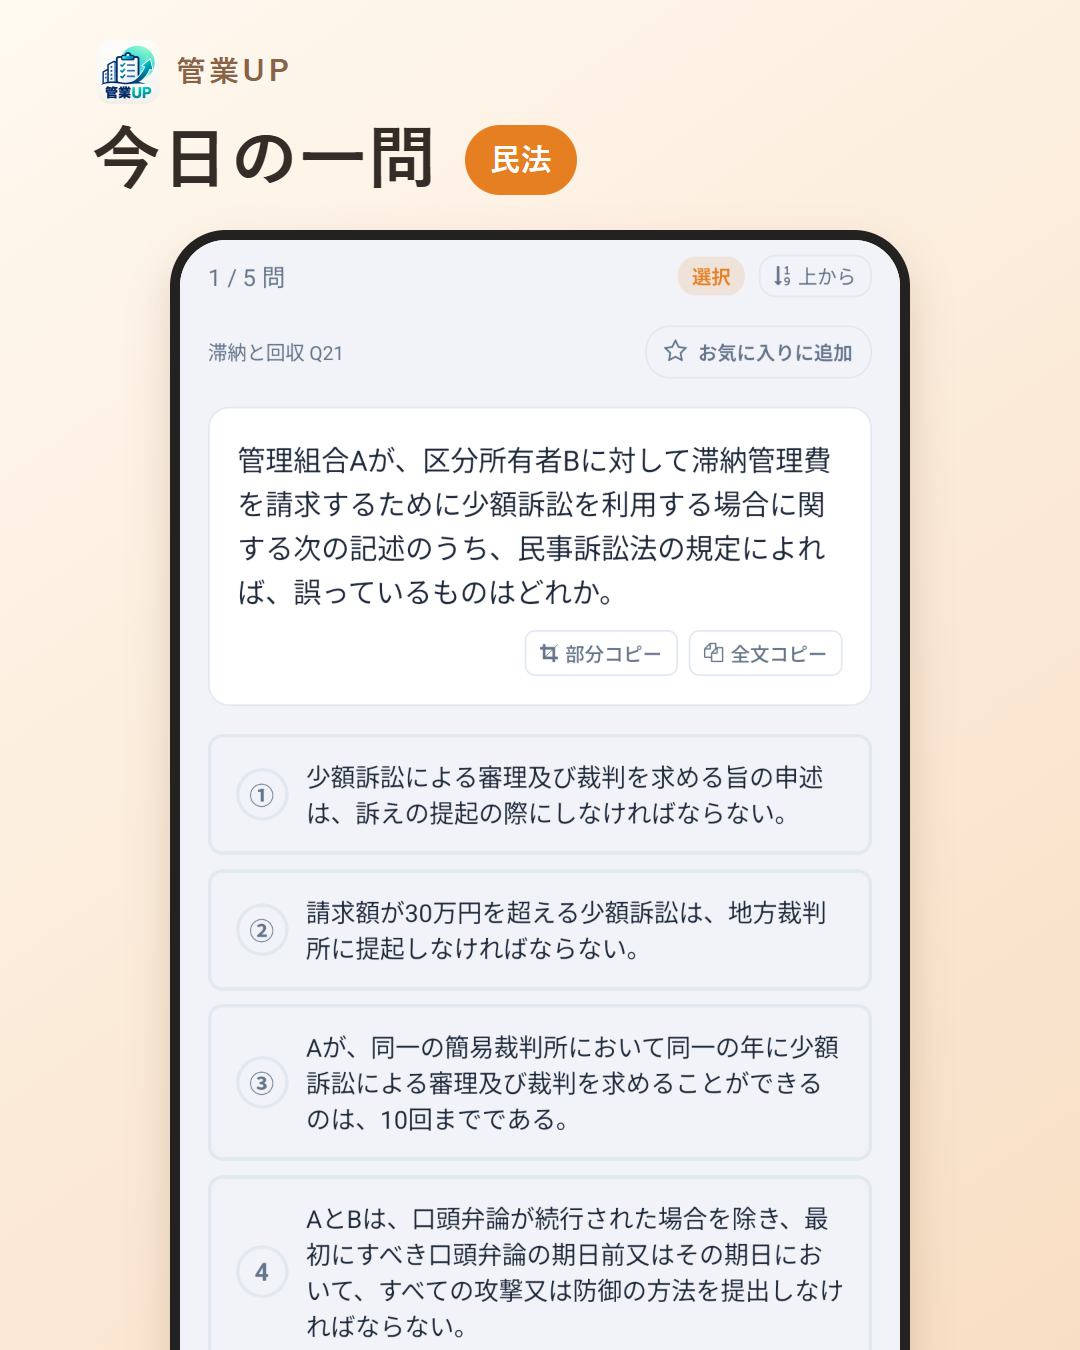 管業UP
管業UP
今日の一問
民法
1 / 5 問
選択
上から
滞納と回収 Q21
お気に入りに追加
管理組合Aが、区分所有者Bに対して滞納管理費
を請求するために少額訴訟を利用する場合に関
する次の記述のうち、民事訴訟法の規定によれ
ば、誤っているものはどれか。
部分コピー
全文コピー
①
少額訴訟による審理及び裁判を求める旨の申述
は、訴えの提起の際にしなければならない。
②
請求額が30万円を超える少額訴訟は、地方裁判
所に提起しなければならない。
③
Aが、同一の簡易裁判所において同一の年に少額
訴訟による審理及び裁判を求めることができる
のは、10回までである。
4
AとBは、口頭弁論が続行された場合を除き、最
初にすべき口頭弁論の期日前又はその期日にお
いて、すべての攻撃又は防御の方法を提出しなけ
ればならない。